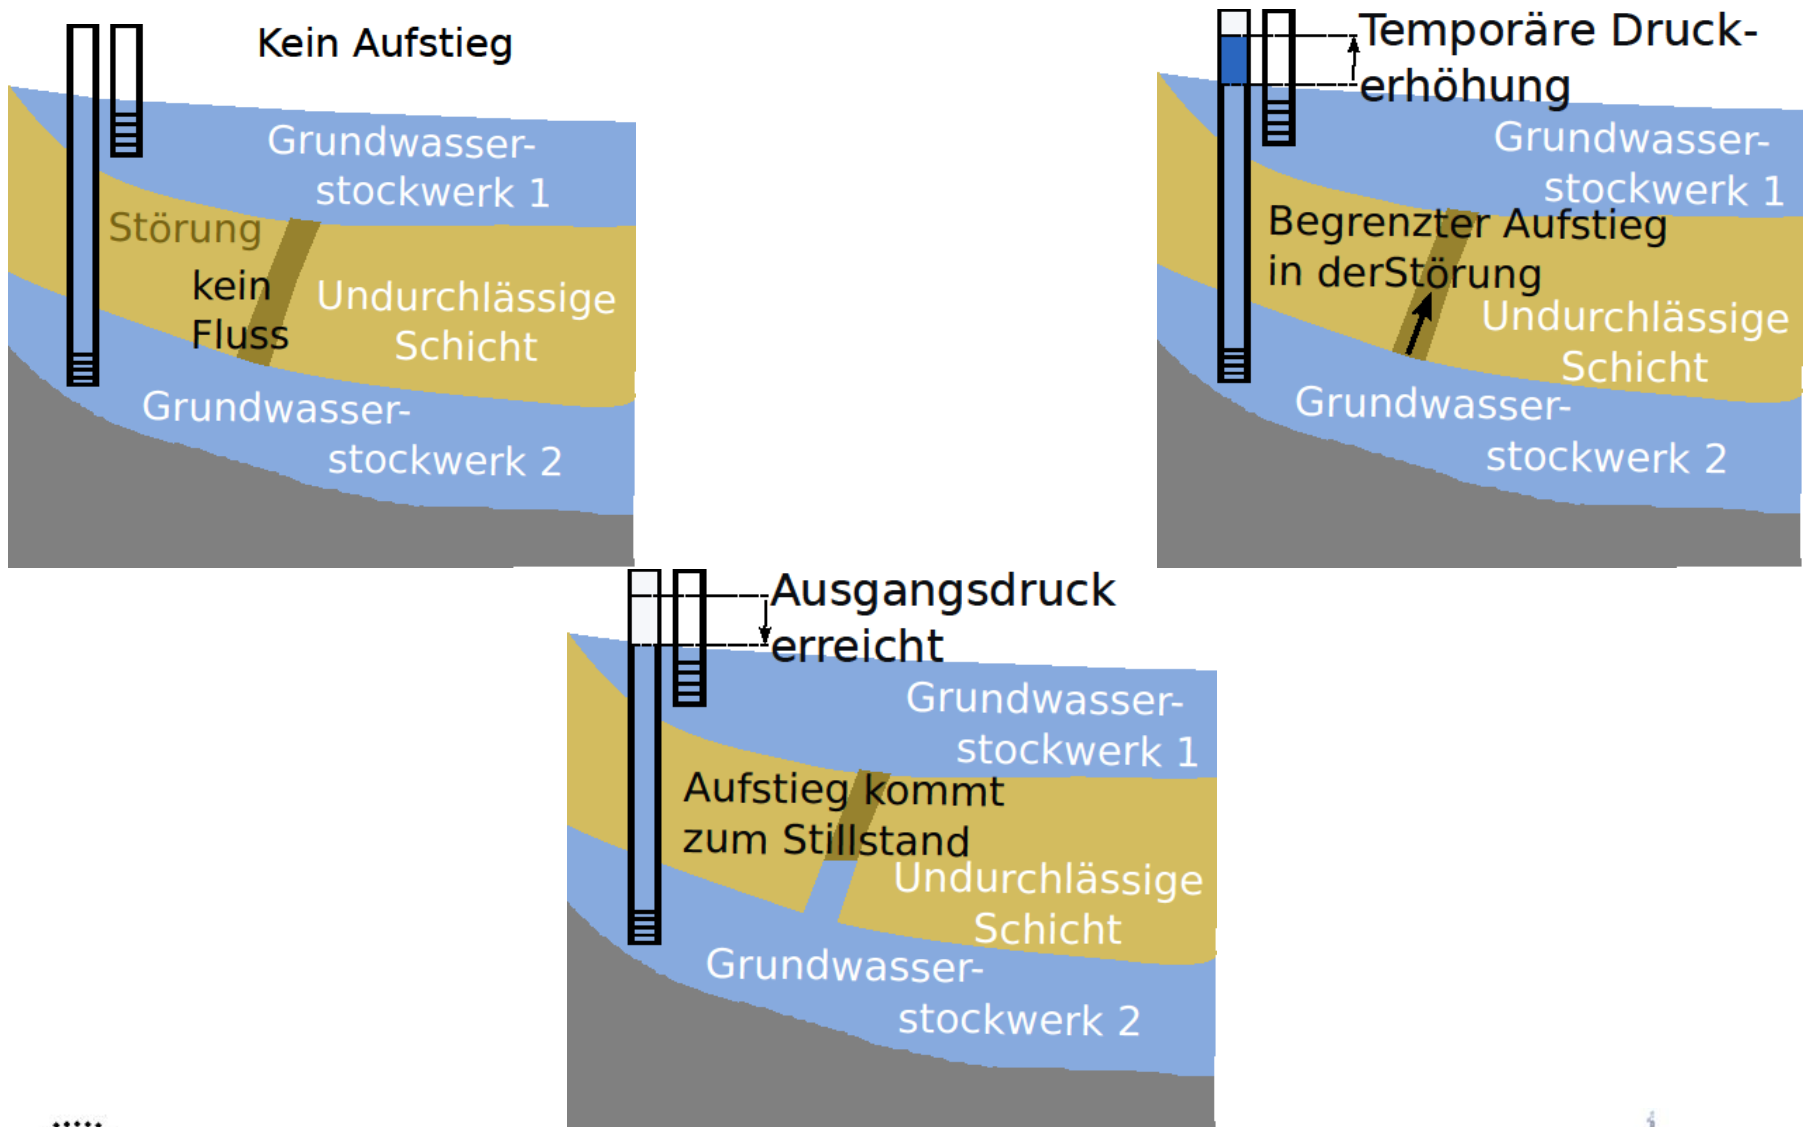 Kein Aufstieg
Grundwasser-
stockwerk 1
Störung
kein
Fluss
Undurchlässige
Schicht
Grundwasser-
stockwerk 2
Temporäre Druck-
erhöhung
Grundwasser-
stockwerk 1
Begrenzter Aufstieg
in derStörung
Undurchlässige
Schicht
Grundwasser-
stockwerk 2
Ausgangsdruck
erreicht
Grundwasser-
stockwerk 1
Aufstieg kommt
zum Stillstand
Undurchlässige
Schicht
Grundwasser-
stockwerk 2